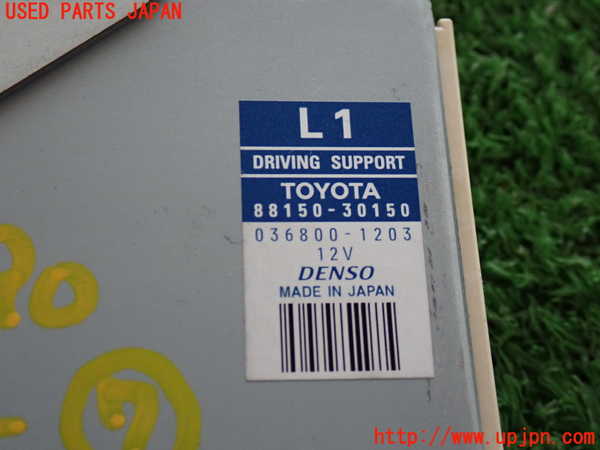 USED PARTS JAPAN
L1
DRIVING SUPPORT
TOYOTA
88150-30150
036800-1203
12V
DENSO
MADE IN JAPAN
http://www.upjpn.com